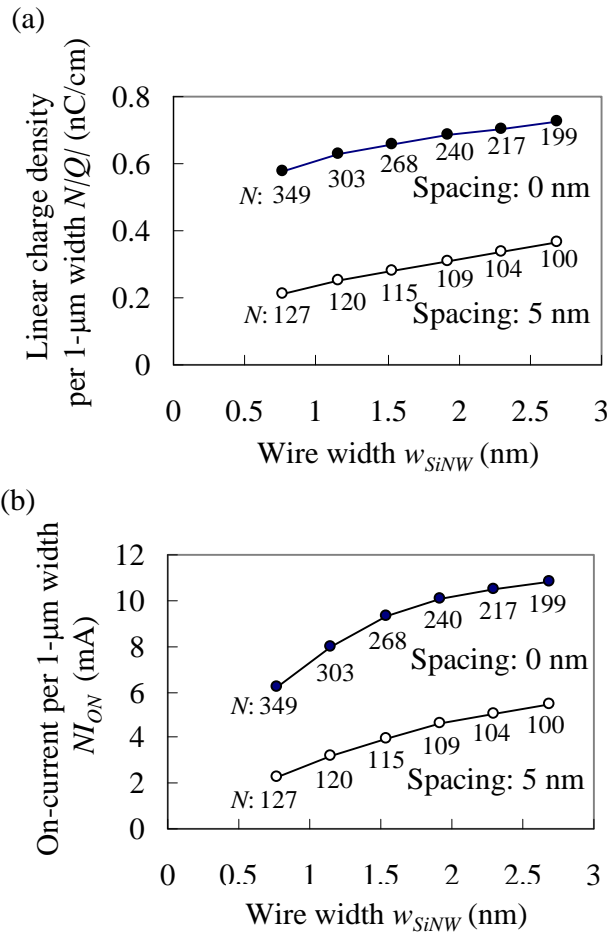 (a)
Linear charge density
per 1-μm width N/Q/ (nC/cm)
0.8
0.6
0.4
0.2
0
N: 349
303
268
240
217
199
Spacing: 0 nm
N: 127
120
115
109
104
100
Spacing: 5 nm
0 0.5 1 1.5 2 2.5 3
Wire width wSiNW (nm)
(b)
On-current per 1-μm width
NION (mA)
12
10
8
6
4
2
0
N: 349
303
268
240
217
199
Spacing: 0 nm
N: 127
120
115
109
104
100
Spacing: 5 nm
0 0.5 1 1.5 2 2.5 3
Wire width wSiNW (nm)